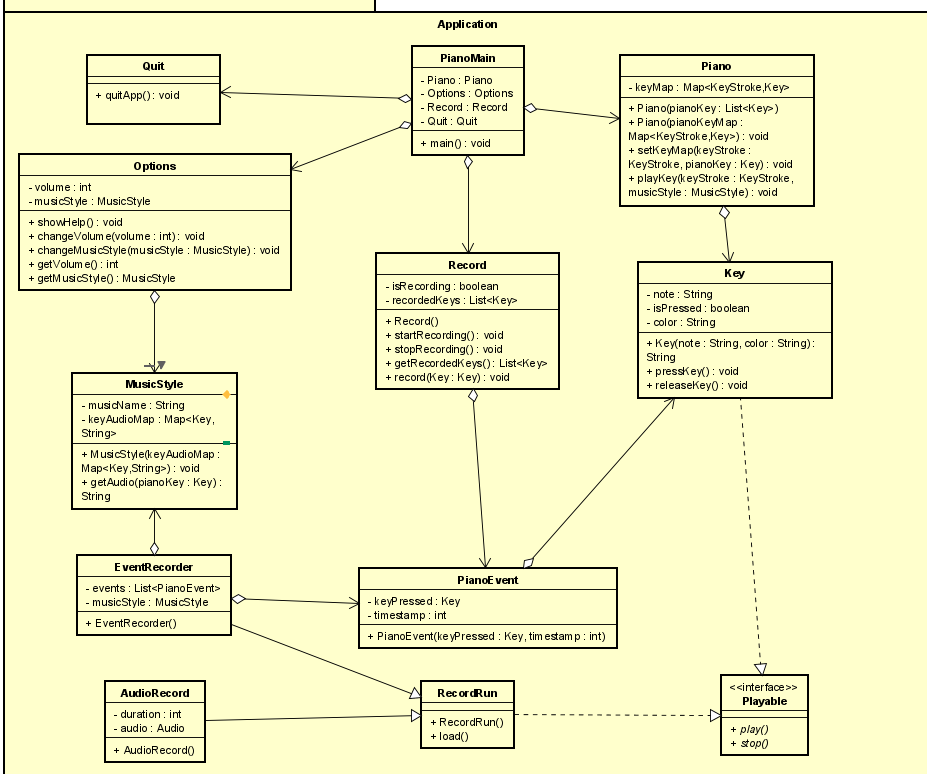 Application
Quit
+ quitApp() : void
PianoMain
- Piano : Piano
- Options : Options
- Record : Record
- Quit : Quit
+ main() : void
Piano
- keyMap : Map<KeyStroke,Key>
+ Piano(pianoKey : List<Key>)
+ Piano(pianoKeyMap :
Map<KeyStroke,Key>) : void
+ setKeyMap(keyStroke :
KeyStroke, pianoKey : Key) : void
+ playKey(keyStroke : KeyStroke,
musicStyle : MusicStyle) : void
Options
- volume : int
- musicStyle : MusicStyle
+ showHelp() : void
+ changeVolume(volume : int) : void
+ changeMusicStyle(musicStyle : MusicStyle) : void
+ getVolume() : int
+ getMusicStyle() : MusicStyle
Record
- isRecording : boolean
- recordedKeys : List<Key>
+ Record()
+ startRecording() : void
+ stopRecording() : void
+ getRecordedKeys() : List<Key>
+ record(Key : Key) : void
Key
- note : String
- isPressed : boolean
- color : String
+ Key(note : String, color : String) :
String
+ pressKey() : void
+ releaseKey() : void
MusicStyle
- musicName : String
- keyAudioMap : Map<Key,
String>
+ MusicStyle(keyAudioMap :
Map<Key,String>) : void
+ getAudio(pianoKey : Key) :
String
EventRecorder
- events : List<PianoEvent>
- musicStyle : MusicStyle
+ EventRecorder()
PianoEvent
- keyPressed : Key
- timestamp : int
+ PianoEvent(keyPressed : Key, timestamp : int)
AudioRecord
- duration : int
- audio : Audio
+ AudioRecord()
RecordRun
+ RecordRun()
+ load()
<<interface>>
Playable
+ play()
+ stop()